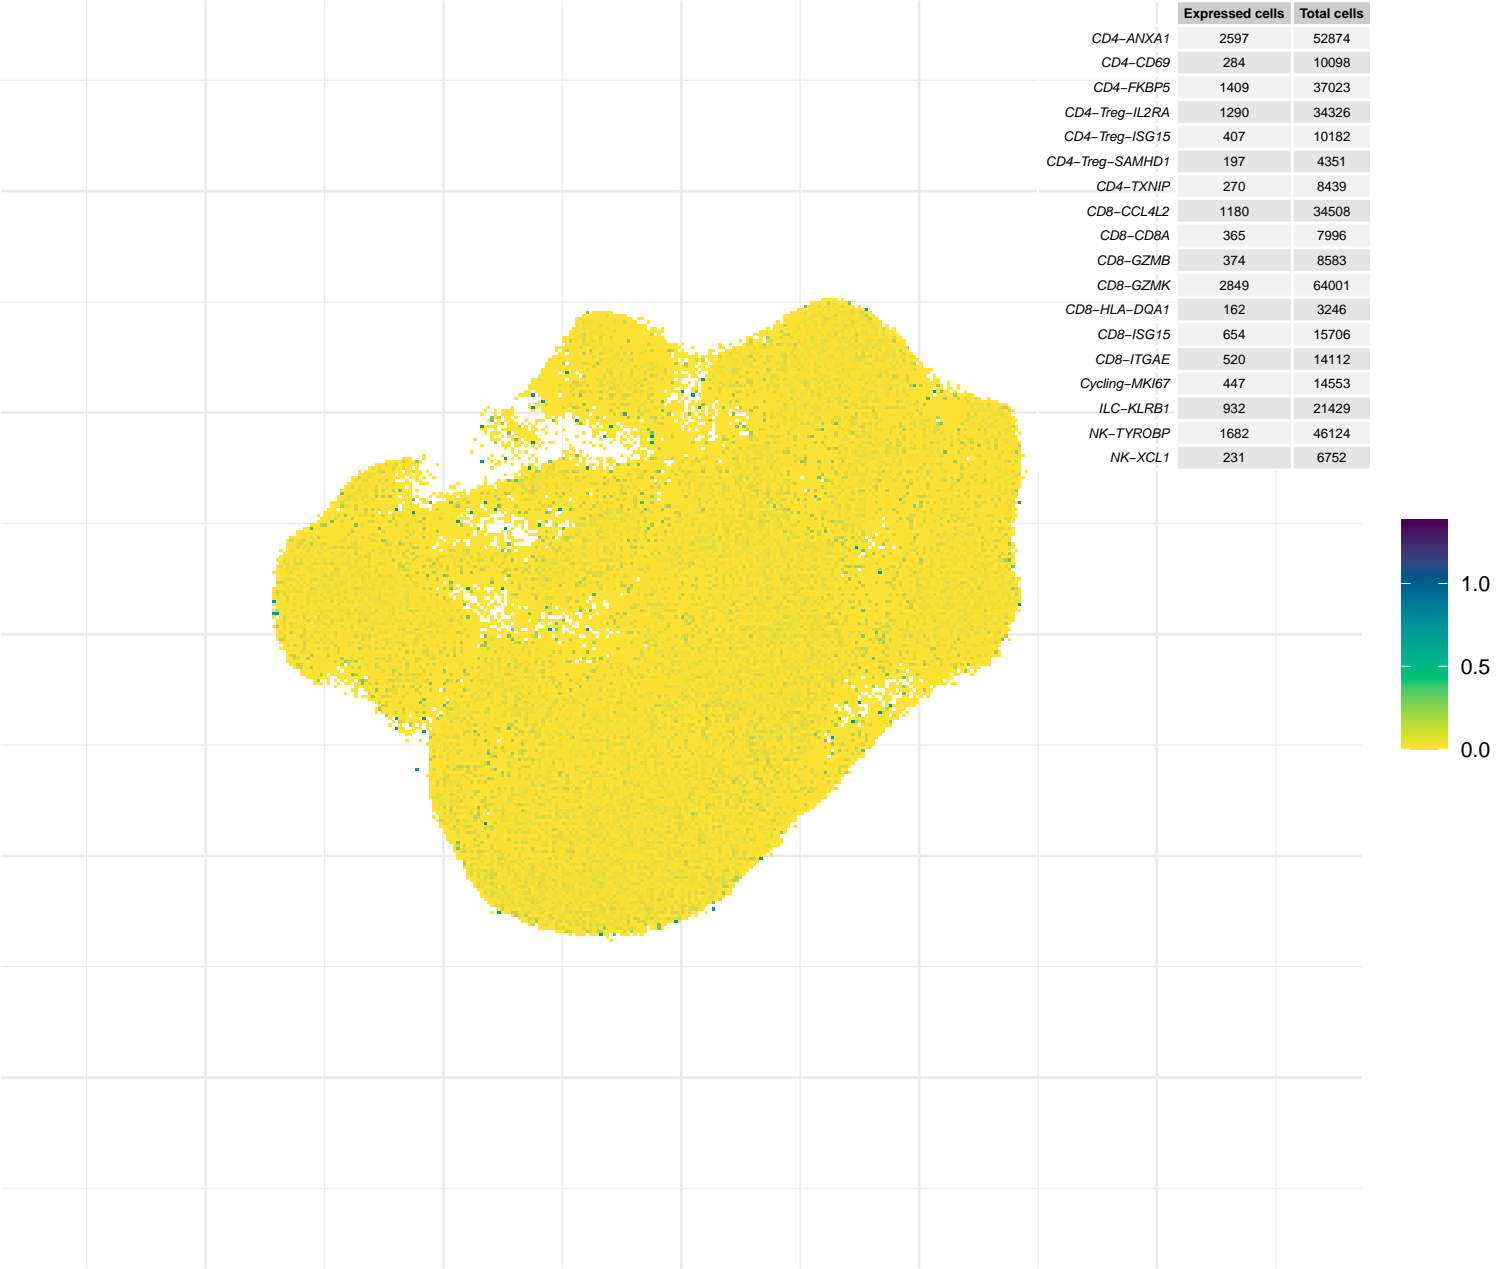 Expressed cells Total cells
CD4−ANXA1 2597 52874
CD4−CD69 284 10098
CD4−FKBP5 1409 37023
CD4−Treg−IL2RA 1290 34326
CD4−Treg−ISG15 407 10182
CD4−Treg−SAMHD1 197 4351
CD4−TXNIP 270 8439
CD8−CCL4L2 1180 34508
CD8−CD8A 365 7996
CD8−GZMB 374 8583
CD8−GZMK 2849 64001
CD8−HLA−DQA1 162 3246
CD8−ISG15 654 15706
CD8−ITGAE 520 14112
Cycling−MKI67 447 14553
ILC−KLRB1 932 21429
NK−TYROBP 1682 46124
NK−XCL1 231 6752
1.0
0.5
0.0